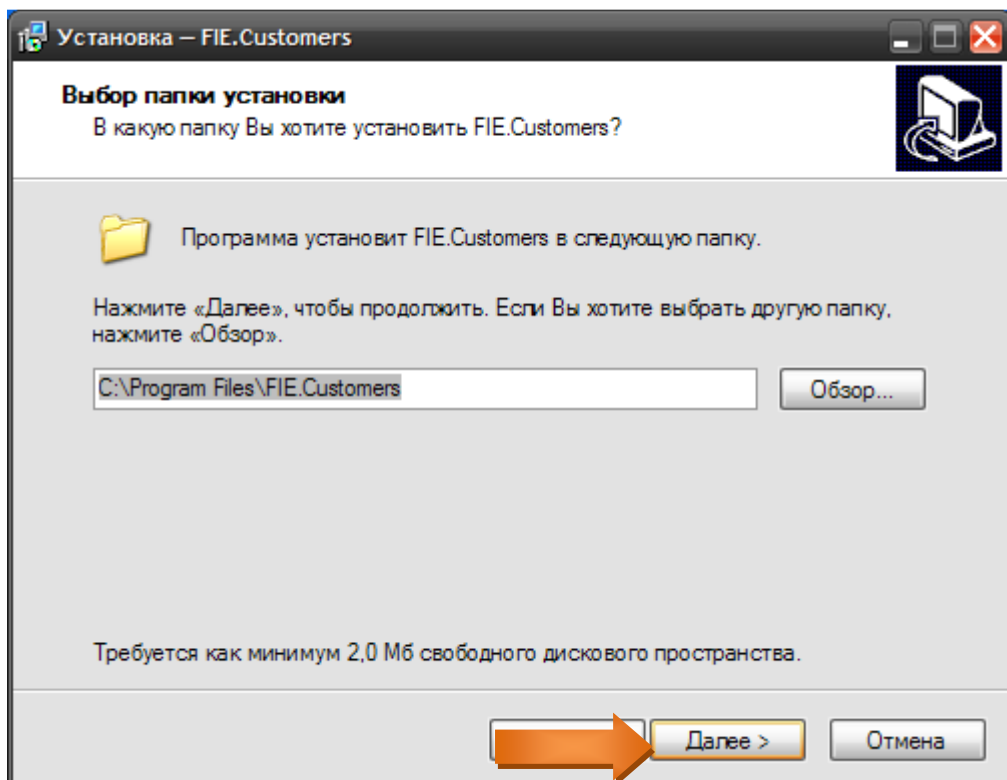 Установка — FIE.Customers
Выбор папки установки
В какую папку Вы хотите установить FIE.Customers?
Программа установит FIE.Customers в следующую папку.
Нажмите «Далее», чтобы продолжить. Если Вы хотите выбрать другую папку,
нажмите «Обзор».
C:\Program Files\FIE.Customers
Обзор...
Требуется как минимум 2,0 Мб свободного дискового пространства.
Далее >
Отмена